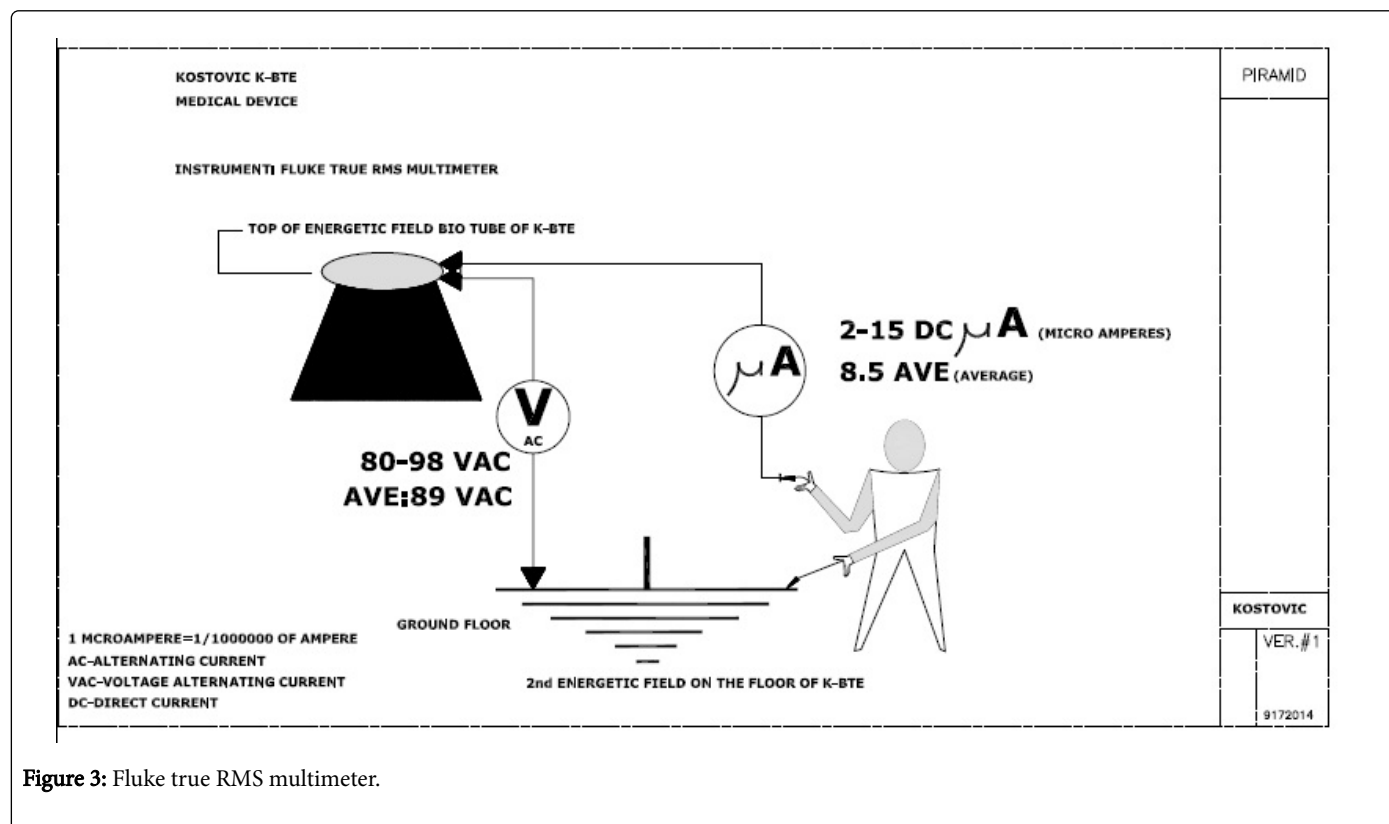 KOSTOVIC K-BTE
MEDICAL DEVICE
PIRAMID
INSTRUMENT: FLUKE TRUE RMS MULTIMETER
TOP OF ENERGETIC FIELD BIO TUBE OF K-BTE
2-15 DC μA (MICRO AMPERES)
8.5 AVE (AVERAGE)
μA
V
AC
80-98 VAC
AVE:89 VAC
GROUND FLOOR
1 MCROAMPERE=1/1000000 OF AMPERE
AC-ALTERNATING CURRENT
VAC-VOLTAGE ALTERNATING CURRENT
DC-DIRECT CURRENT
2nd ENERGETIC FIELD ON THE FLOOR OF K-BTE
KOSTOVIC
VER.#1
9172014
Figure 3: Fluke true RMS multimeter.